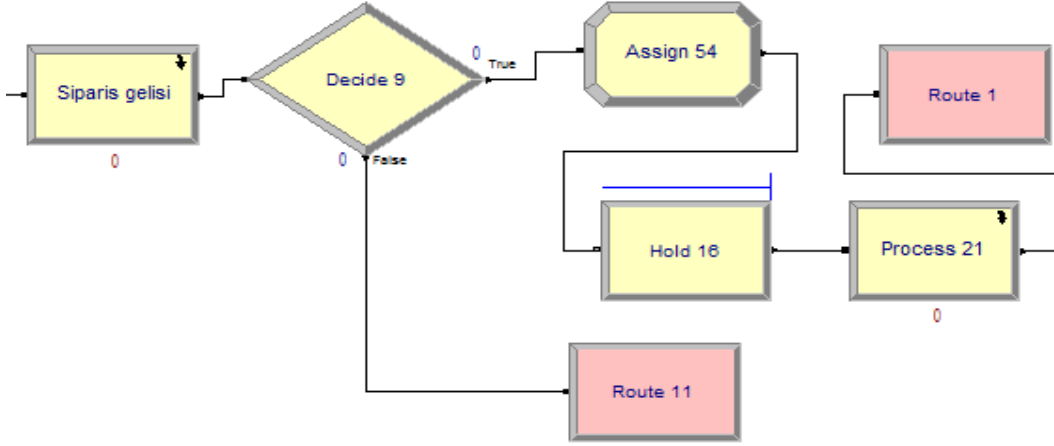 Siparis gelisi
0
Decide 9
0
True
0
False
Assign 54
Route 1
Hold 16
Process 21
0
Route 11